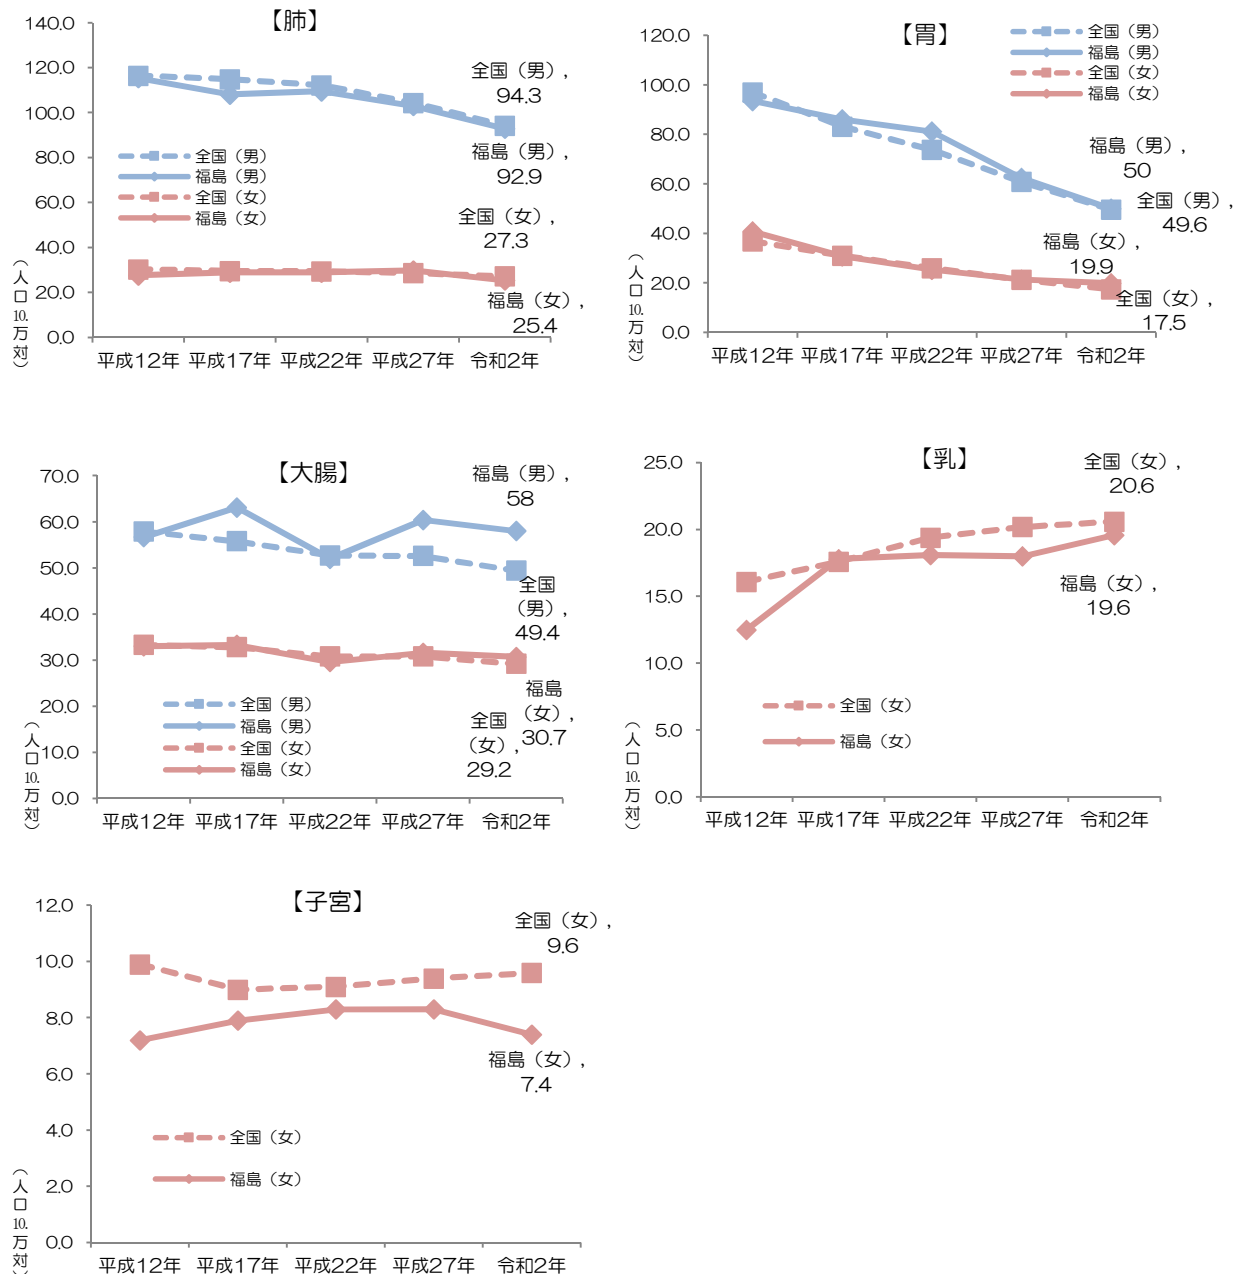 【肺】
140.0
120.0
100.0
80.0
60.0
40.0
20.0
0.0
（人口10万対）
全国（男）
福島（男）
全国（女）
福島（女）
全国（男），
94.3
福島（男），
92.9
全国（女），
27.3
福島（女），
25.4
平成12年 平成17年 平成22年 平成27年 令和2年
【胃】
120.0
100.0
80.0
60.0
40.0
20.0
0.0
（人口10万対）
全国（男）
福島（男）
全国（女）
福島（女）
福島（男），
50
全国（男），
49.6
福島（女），
19.9
全国（女），
17.5
平成12年 平成17年 平成22年 平成27年 令和2年
【大腸】
70.0
60.0
50.0
40.0
30.0
20.0
10.0
0.0
（人口10万対）
福島（男），
58
全国
（男），
49.4
福島
（女），
30.7
全国
（女），
29.2
全国（男）
福島（男）
全国（女）
福島（女）
平成12年 平成17年 平成22年 平成27年 令和2年
【乳】
25.0
20.0
15.0
10.0
5.0
0.0
（人口10万対）
全国（女），
20.6
福島（女），
19.6
全国（女）
福島（女）
平成12年 平成17年 平成22年 平成27年 令和2年
【子宮】
12.0
10.0
8.0
6.0
4.0
2.0
0.0
（人口10万対）
全国（女），
9.6
福島（女），
7.4
全国（女）
福島（女）
平成12年 平成17年 平成22年 平成27年 令和2年